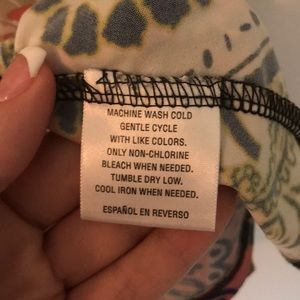 MACHINE WASH COLD
GENTLE CYCLE
WITH LIKE COLORS.
ONLY NON-CHLORINE
BLEACH WHEN NEEDED.
TUMBLE DRY LOW.
COOL IRON WHEN NEEDED.
ESPAÑOL EN REVERSO